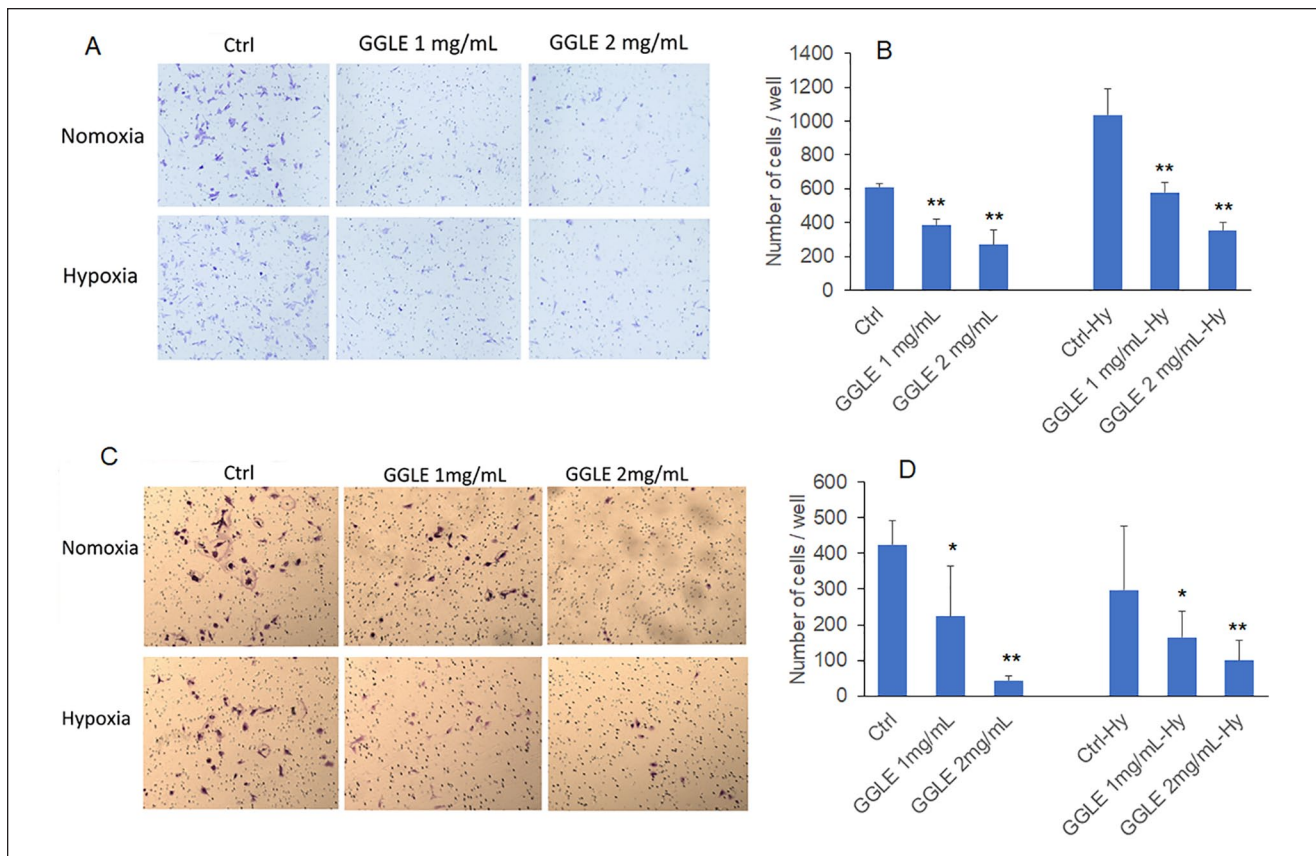 A
Ctrl
GGLE 1 mg/mL
GGLE 2 mg/mL
Nomoxia
Hypoxia
B
Number of cells / well
1400
1200
1000
800
600
400
200
0
**
**
**
**
Ctrl
GGLE 1 mg/mL
GGLE 2 mg/mL
Ctrl-Hy
GGLE 1 mg/mL-Hy
GGLE 2 mg/mL-Hy
C
Ctrl
GGLE 1mg/mL
GGLE 2mg/mL
Nomoxia
Hypoxia
D
Number of cells / well
600
500
400
300
200
100
0
*
**
*
**
Ctrl
GGLE 1mg/mL
GGLE 2mg/mL
Ctrl-Hy
GGLE 1mg/mL-Hy
GGLE 2mg/mL-Hy